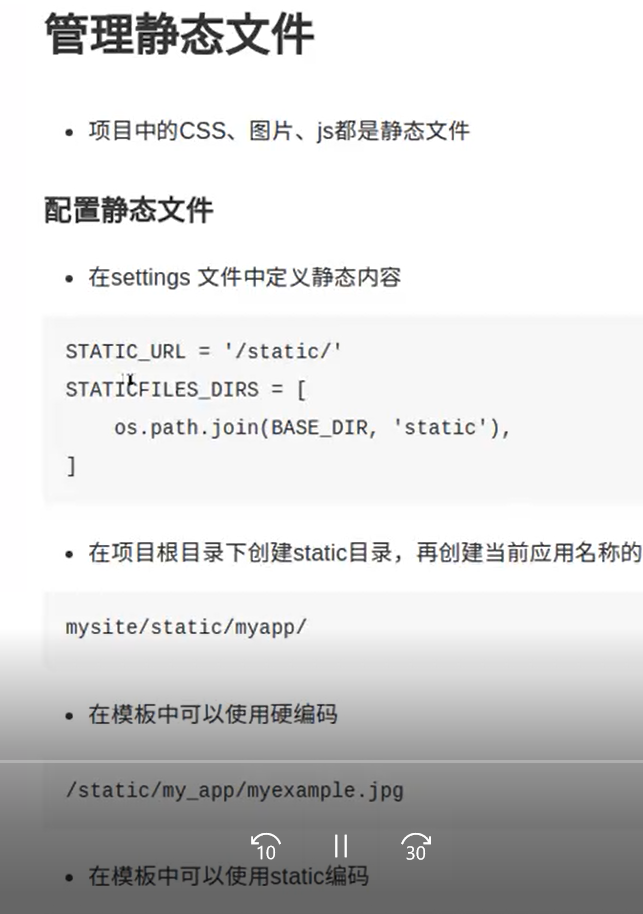 管理静态文件
项目中的CSS、图片、js都是静态文件
配置静态文件
在settings 文件中定义静态内容
STATIC_URL = '/static/'
STATICFILES_DIRS = [
    os.path.join(BASE_DIR, 'static'),
]
在项目根目录下创建static目录，再创建当前应用名称的
mysite/static/myapp/
在模板中可以使用硬编码
/static/my_app/myexample.jpg
10 30
在模板中可以使用static编码